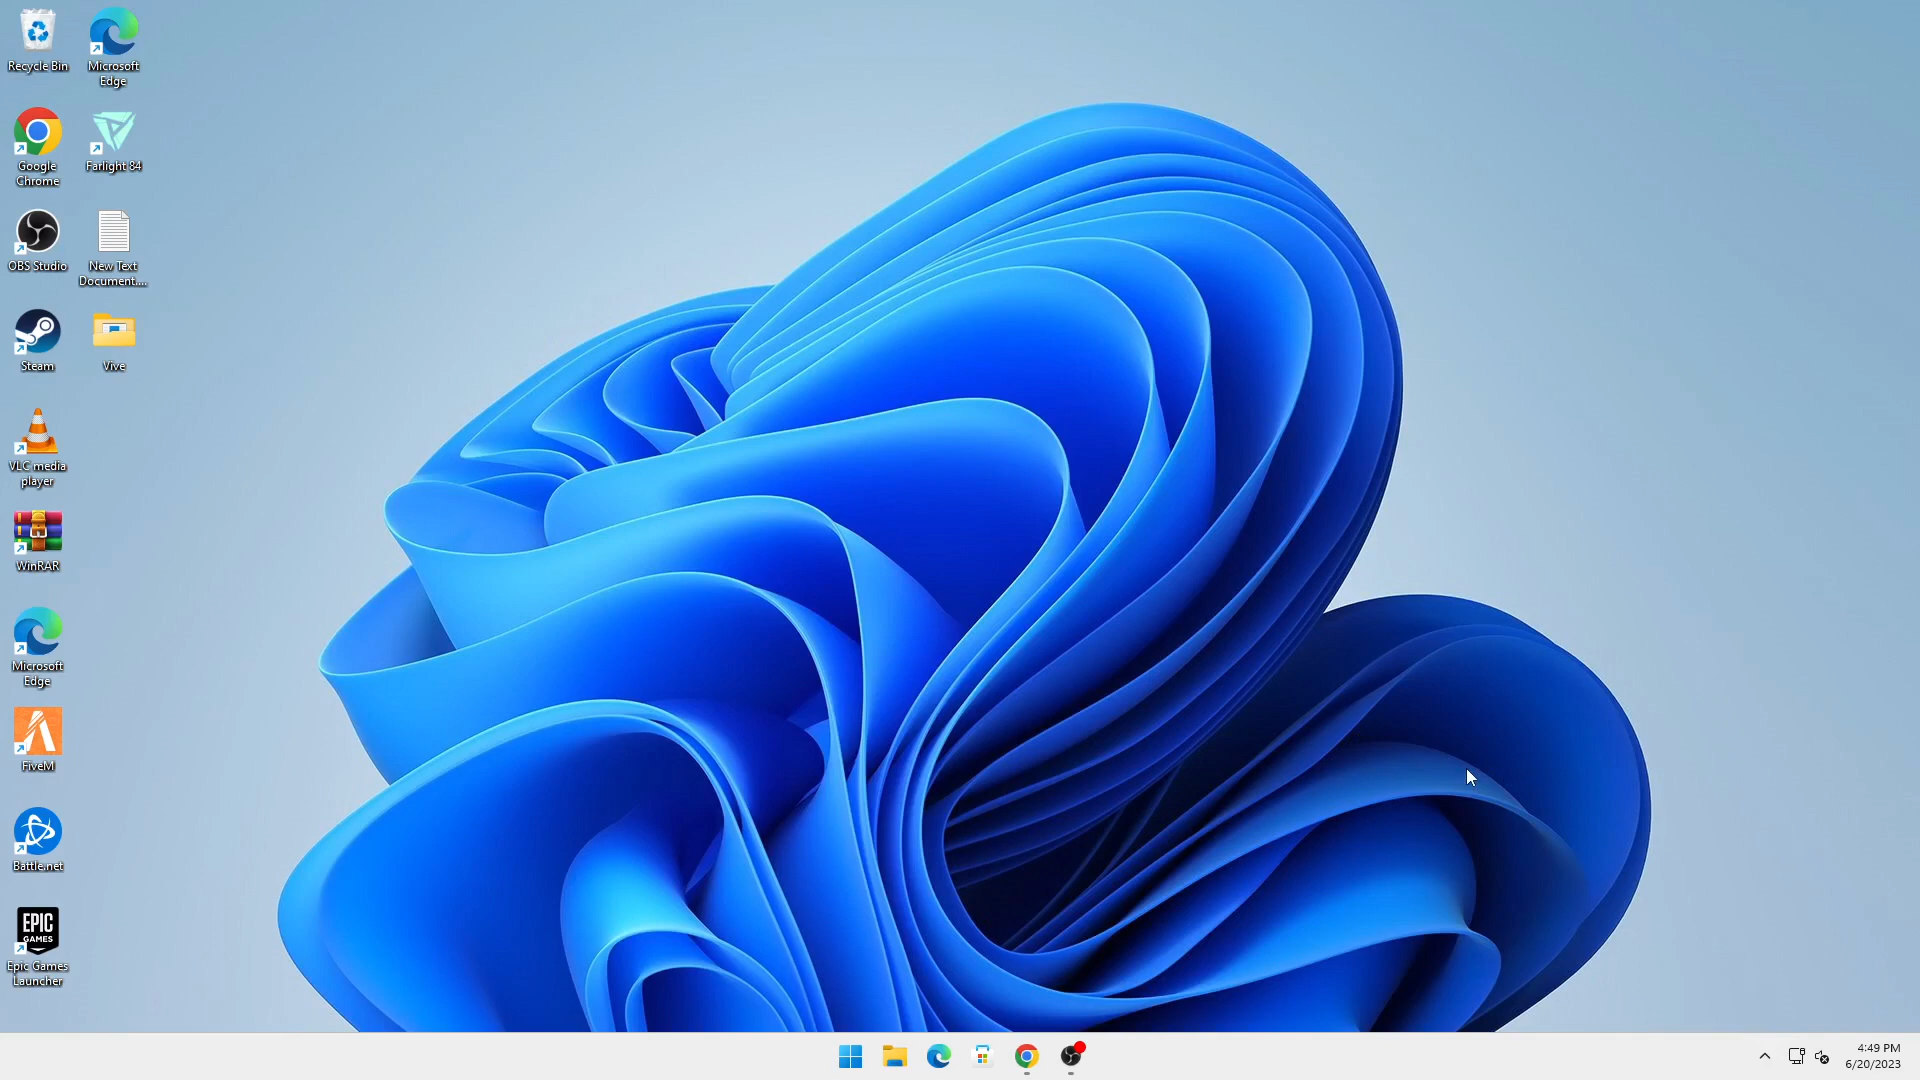 Recycle Bin
Microsoft
Edge
Google
Chrome
Farlight 84
OBS Studio
New Text
Document....
Steam
Vive
VLC media
player
WinRAR
Microsoft
Edge
FiveM
Battle.net
EPIC
GAMES
Epic Games
Launcher
4:49 PM
6/20/2023